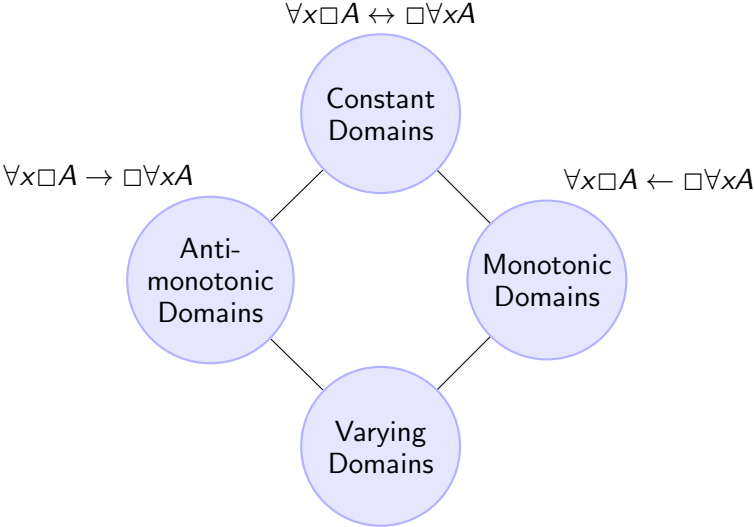 ∀x□A ↔ □∀xA
Constant
Domains
∀x□A → □∀xA
∀x□A ← □∀xA
Anti-
monotonic
Domains
Monotonic
Domains
Varying
Domains